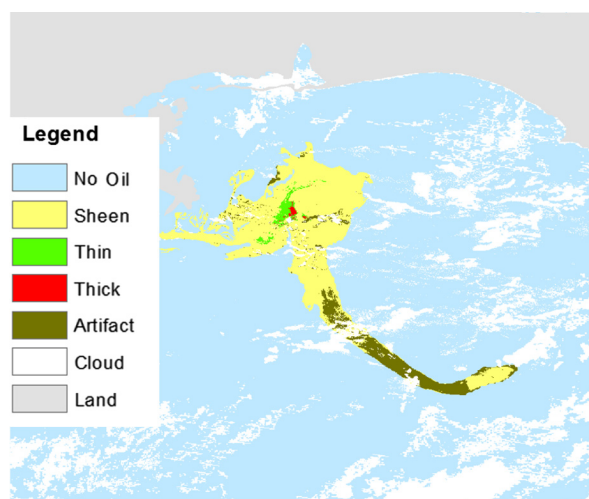 Legend
No Oil
Sheen
Thin
Thick
Artifact
Cloud
Land